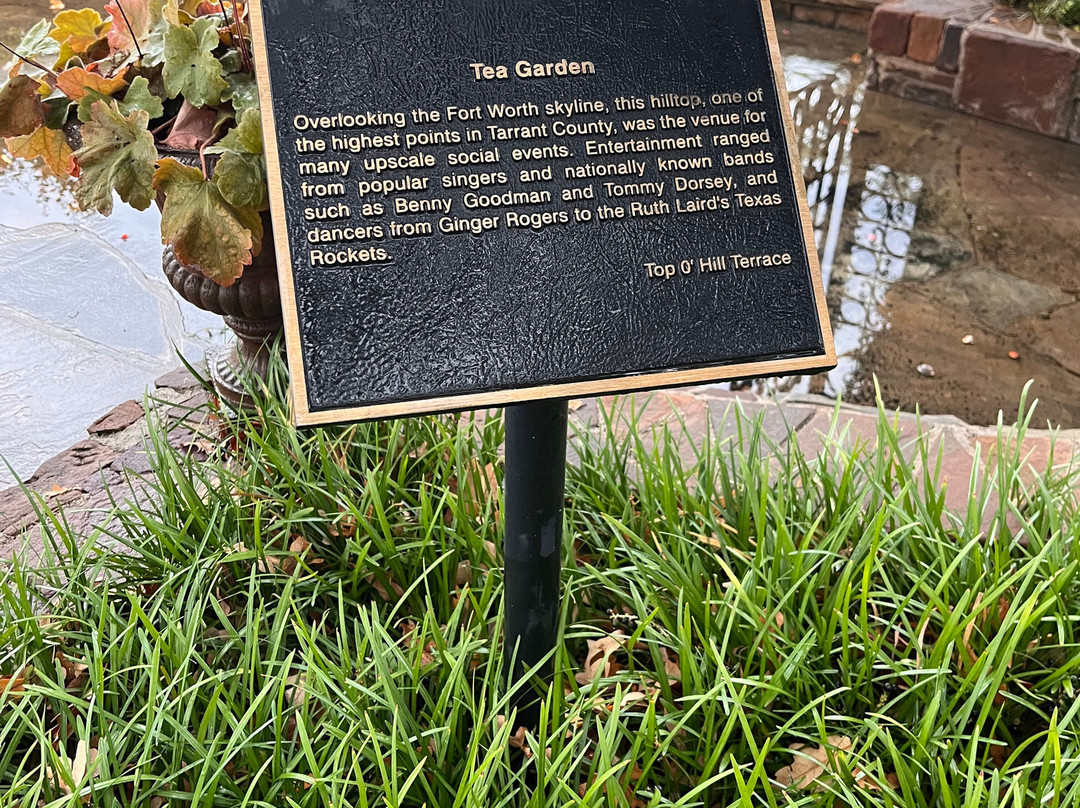 Tea Garden
Overlooking the Fort Worth skyline, this hilltop, one of
the highest points in Tarrant County, was the venue for
many upscale social events. Entertainment ranged
from popular singers and nationally known bands
such as Benny Goodman and Tommy Dorsey, and
dancers from Ginger Rogers to the Ruth Laird's Texas
Rockets.
Top 0' Hill Terrace